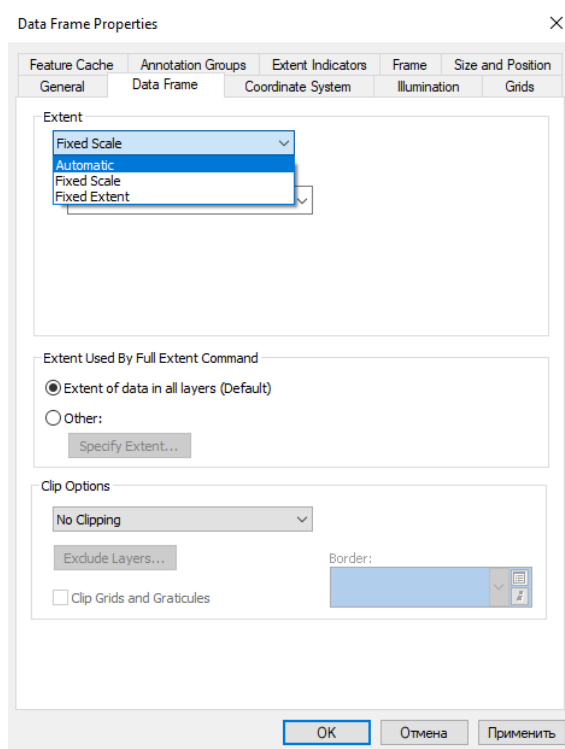 Data Frame Properties
Feature Cache Annotation Groups Extent Indicators Frame Size and Position
General Data Frame Coordinate System Illumination Grids
Extent
Fixed Scale
Automatic
Fixed Scale
Fixed Extent
Extent Used By Full Extent Command
Extent of data in all layers (Default)
Other:
Specify Extent...
Clip Options
No Clipping
Exclude Layers... Border:
Clip Grids and Graticules
OK Отмена Применить